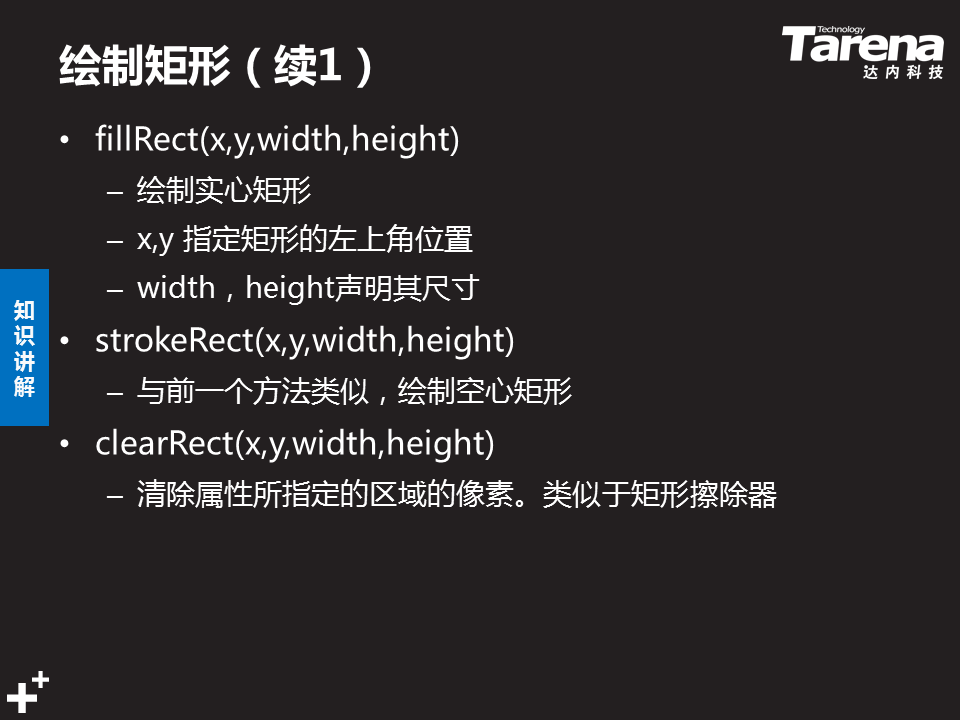 绘制矩形（续1）
Technology
Tarena
达内科技
• fillRect(x,y,width,height)
– 绘制实心矩形
– x,y 指定矩形的左上角位置
– width，height声明其尺寸
知识讲解
• strokeRect(x,y,width,height)
– 与前一个方法类似，绘制空心矩形
• clearRect(x,y,width,height)
– 清除属性所指定的区域的像素。类似于矩形擦除器